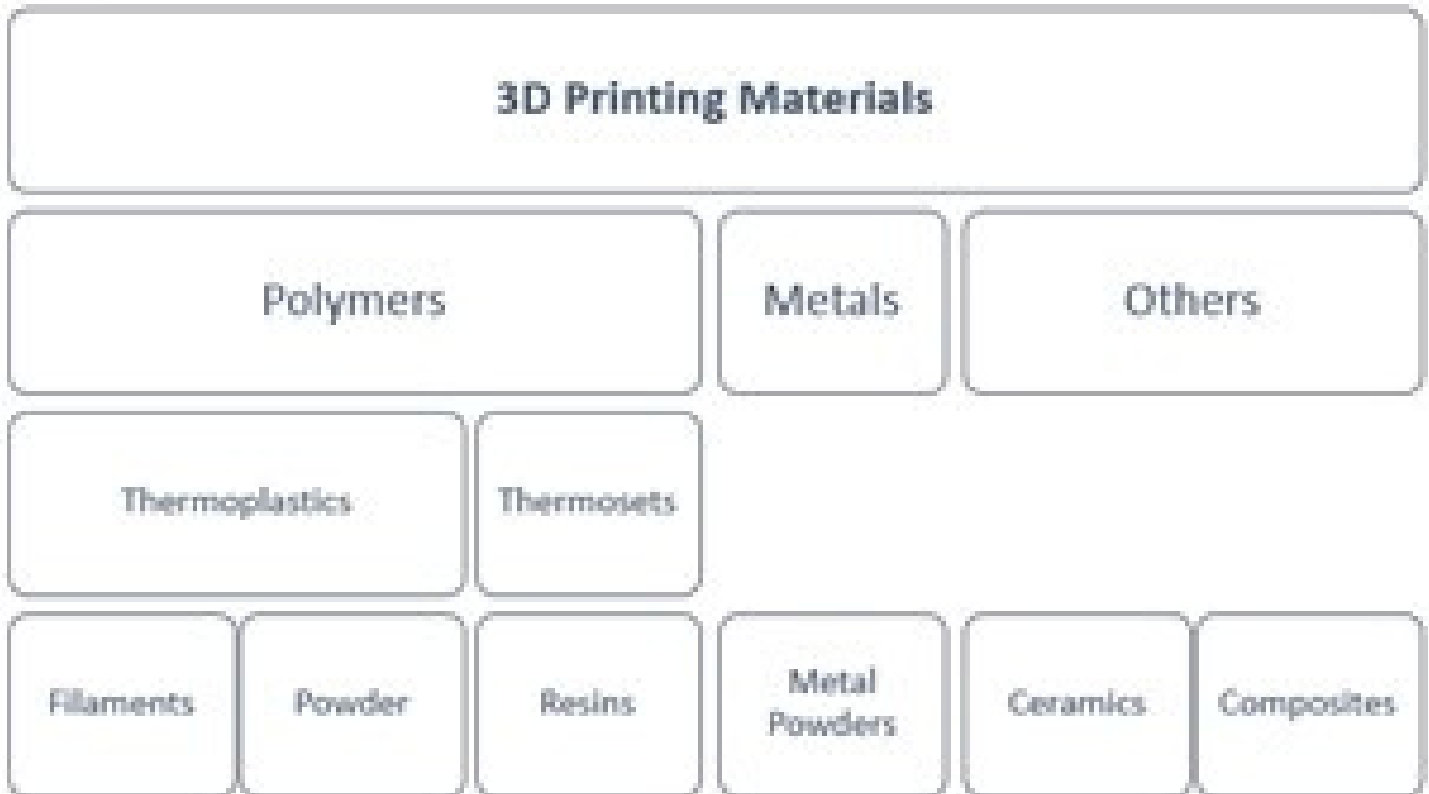 3D Printing Materials
Polymers
Metals
Others
Thermoplastics
Thermosets
Filaments
Powder
Resins
Metal
Powders
Ceramics
Composites